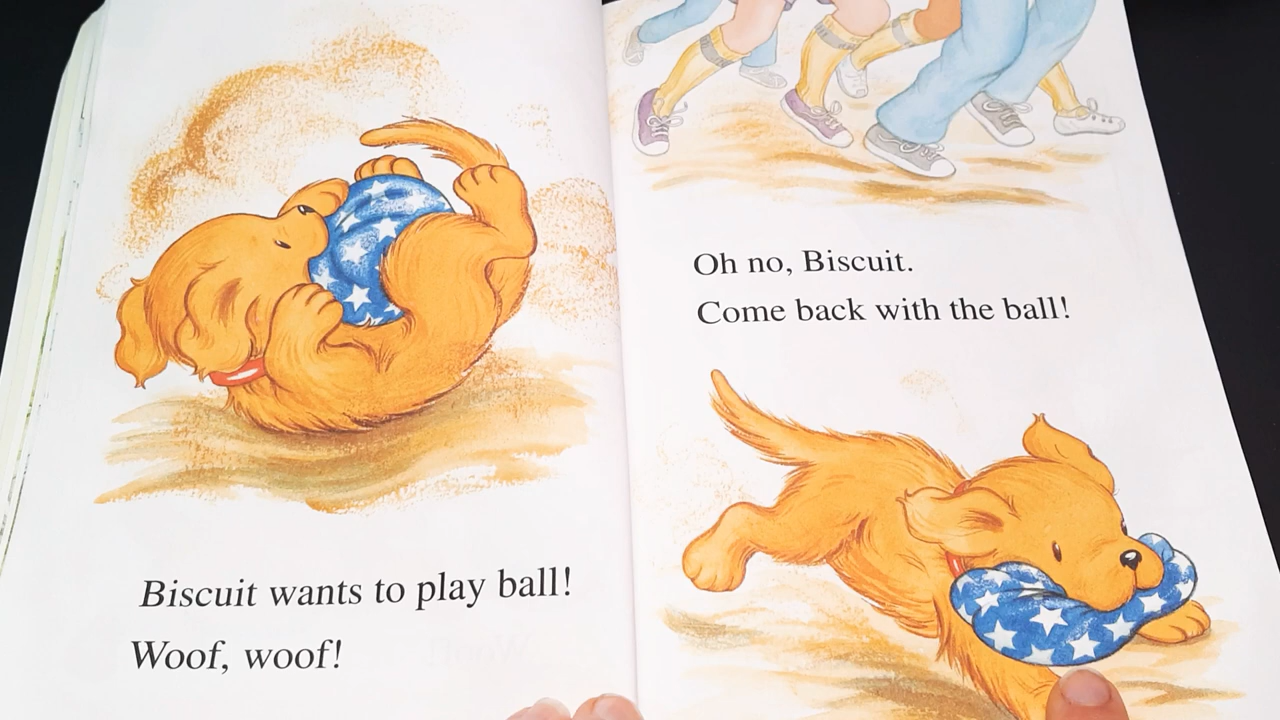 Biscuit wants to play ball!
Woof, woof!
Oh no, Biscuit.
Come back with the ball!